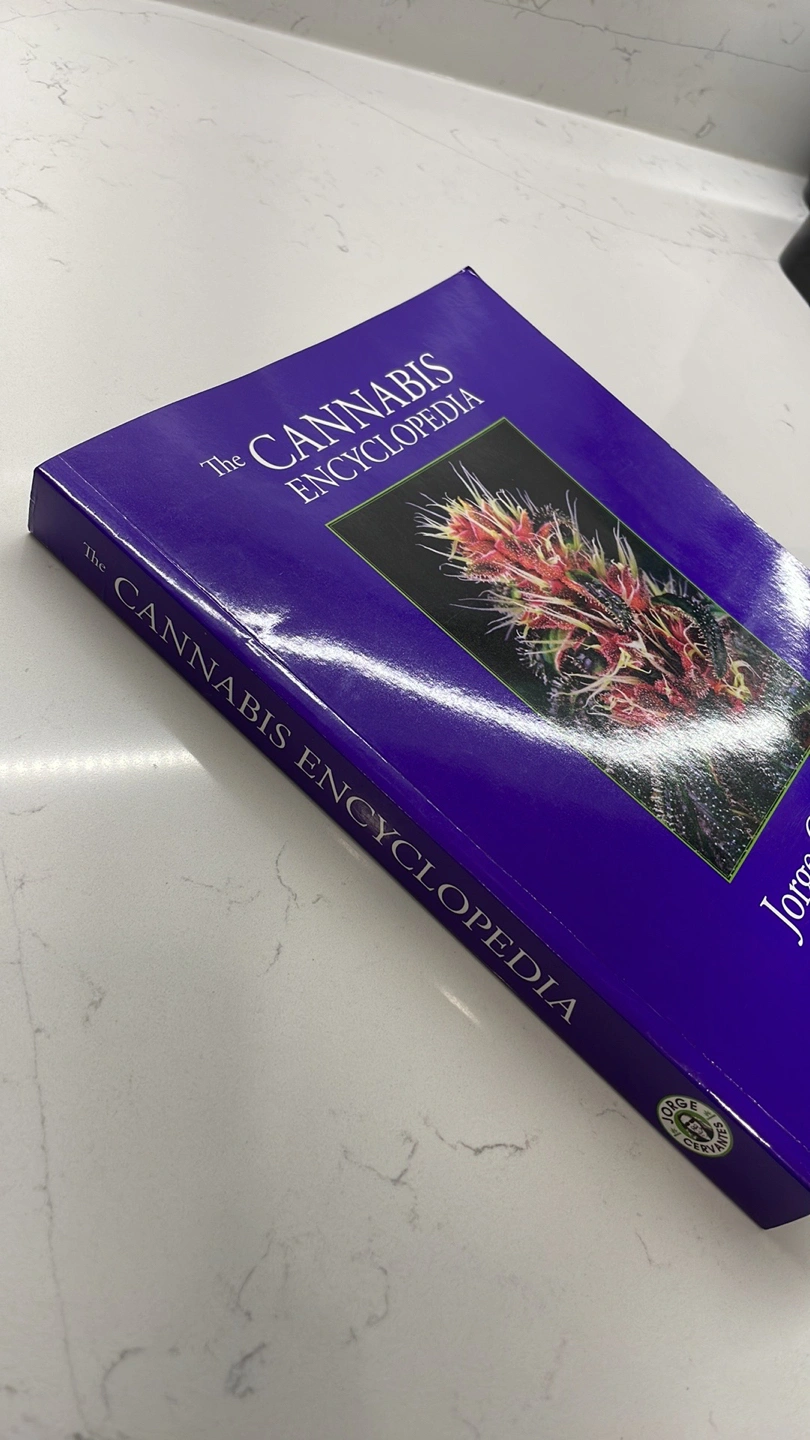 The CANNABIS
ENCYCLOPEDIA
Jorge
The CANNABIS ENCYCLOPEDIA
JORGE
CERVANTES